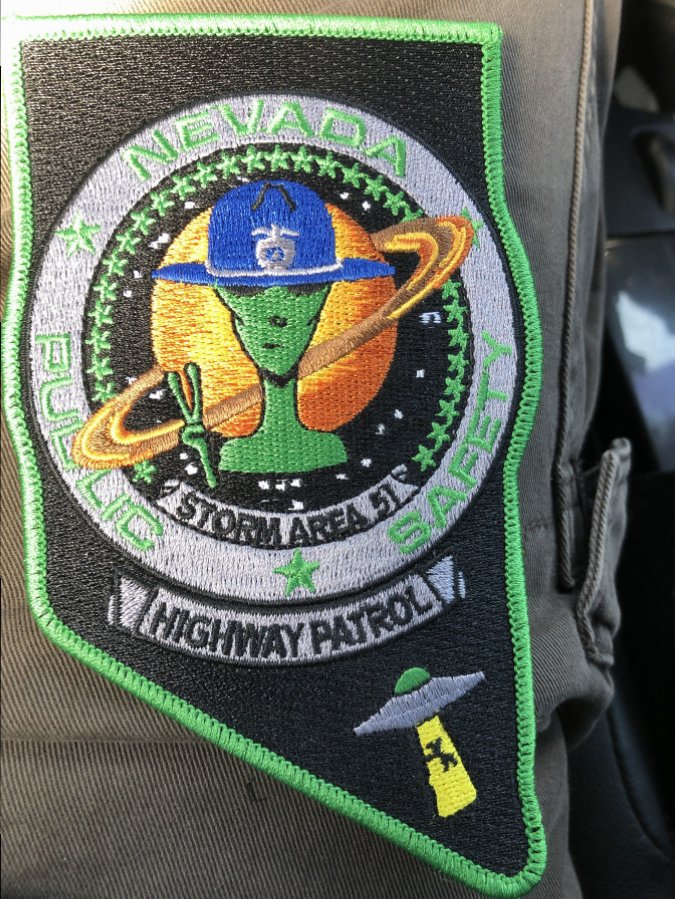 NEVADA
PUBLIC SAFETY
STORM AREA 51
HIGHWAY PATROL